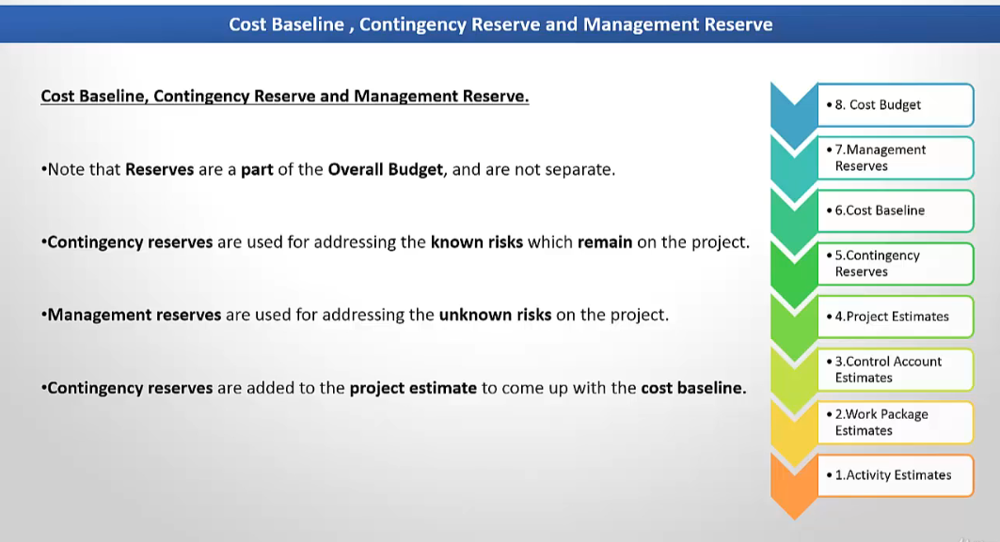 Cost Baseline , Contingency Reserve and Management Reserve
Cost Baseline, Contingency Reserve and Management Reserve.
•Note that Reserves are a part of the Overall Budget, and are not separate.
•Contingency reserves are used for addressing the known risks which remain on the project.
•Management reserves are used for addressing the unknown risks on the project.
•Contingency reserves are added to the project estimate to come up with the cost baseline.
• 8. Cost Budget
• 7.Management
Reserves
• 6.Cost Baseline
• 5.Contingency
Reserves
• 4.Project Estimates
• 3.Control Account
Estimates
• 2.Work Package
Estimates
• 1.Activity Estimates